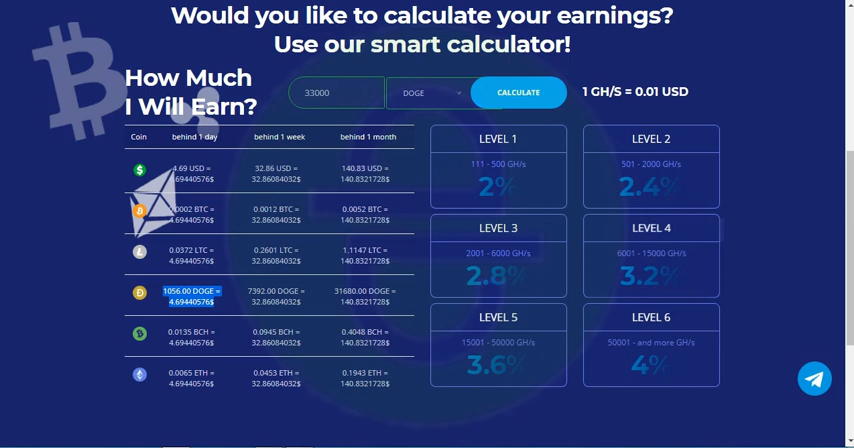 Would you like to calculate your earnings?
Use our smart calculator!
How Much
I Will Earn?
33000
DOGE
CALCULATE
1 GH/S = 0.01 USD
Coin behind 1 day behind 1 week behind 1 month
4.69 USD = 32.86 USD = 140.83 USD =
4.69440576$ 32.86084032$ 140.8321728$
0.0002 BTC = 0.0012 BTC = 0.0052 BTC =
4.69440576$ 32.86084032$ 140.8321728$
0.0372 LTC = 0.2601 LTC = 1.1147 LTC =
4.69440576$ 32.86084032$ 140.8321728$
1056.00 DOGE = 7392.00 DOGE = 31680.00 DOGE =
4.69440576$ 32.86084032$ 140.8321728$
0.0135 BCH = 0.0945 BCH = 0.4048 BCH =
4.69440576$ 32.86084032$ 140.8321728$
0.0065 ETH = 0.0453 ETH = 0.1943 ETH =
4.69440576$ 32.86084032$ 140.8321728$
LEVEL 1
111 - 500 GH/s
2%
LEVEL 2
501 - 2000 GH/s
2.4%
LEVEL 3
2001 - 6000 GH/s
2.8%
LEVEL 4
6001 - 15000 GH/s
3.2%
LEVEL 5
15001 - 50000 GH/s
3.6%
LEVEL 6
50001 - and more GH/s
4%